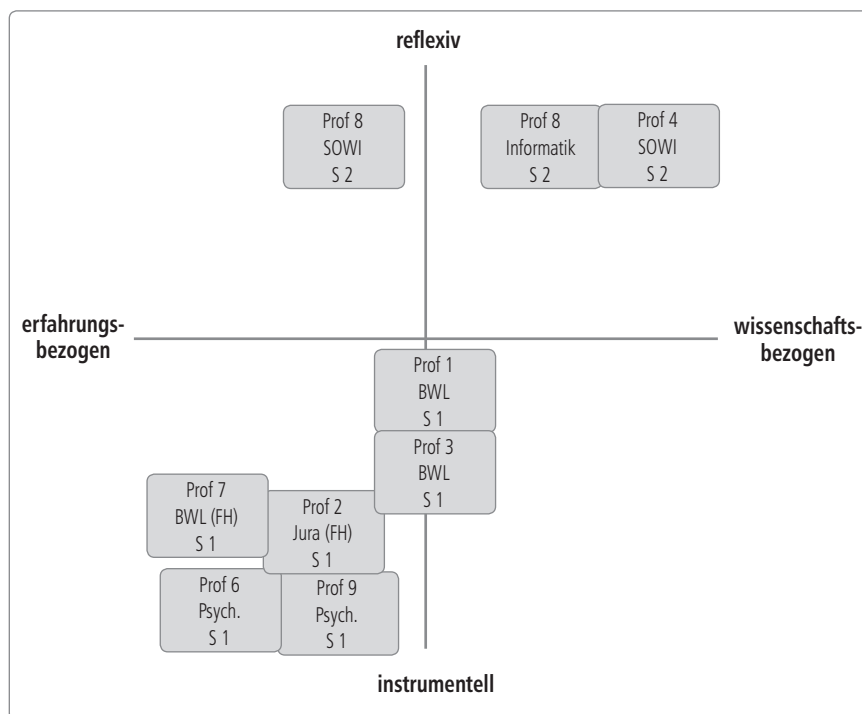 reflexiv
Prof 8
SOWI
S 2
Prof 8
Informatik
S 2
Prof 4
SOWI
S 2
erfahrungs-
bezogen
wissenschafts-
bezogen
Prof 1
BWL
S 1
Prof 3
BWL
S 1
Prof 7
BWL (FH)
S 1
Prof 2
Jura (FH)
S 1
Prof 6
Psych.
S 1
Prof 9
Psych.
S 1
instrumentell